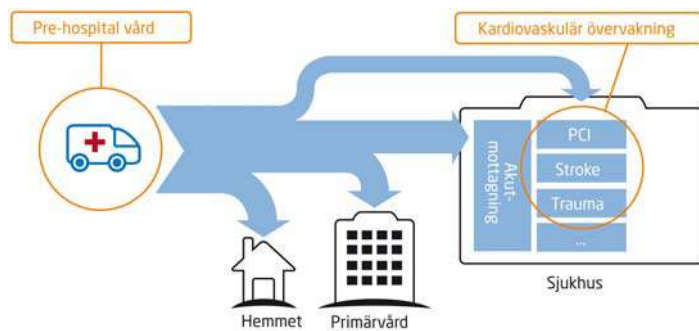 Pre-hospital vård
Kardiovaskulär övervakning
Akut-
mottagning
PCI
Stroke
Trauma
...
Sjukhus
Hemmet
Primärvård